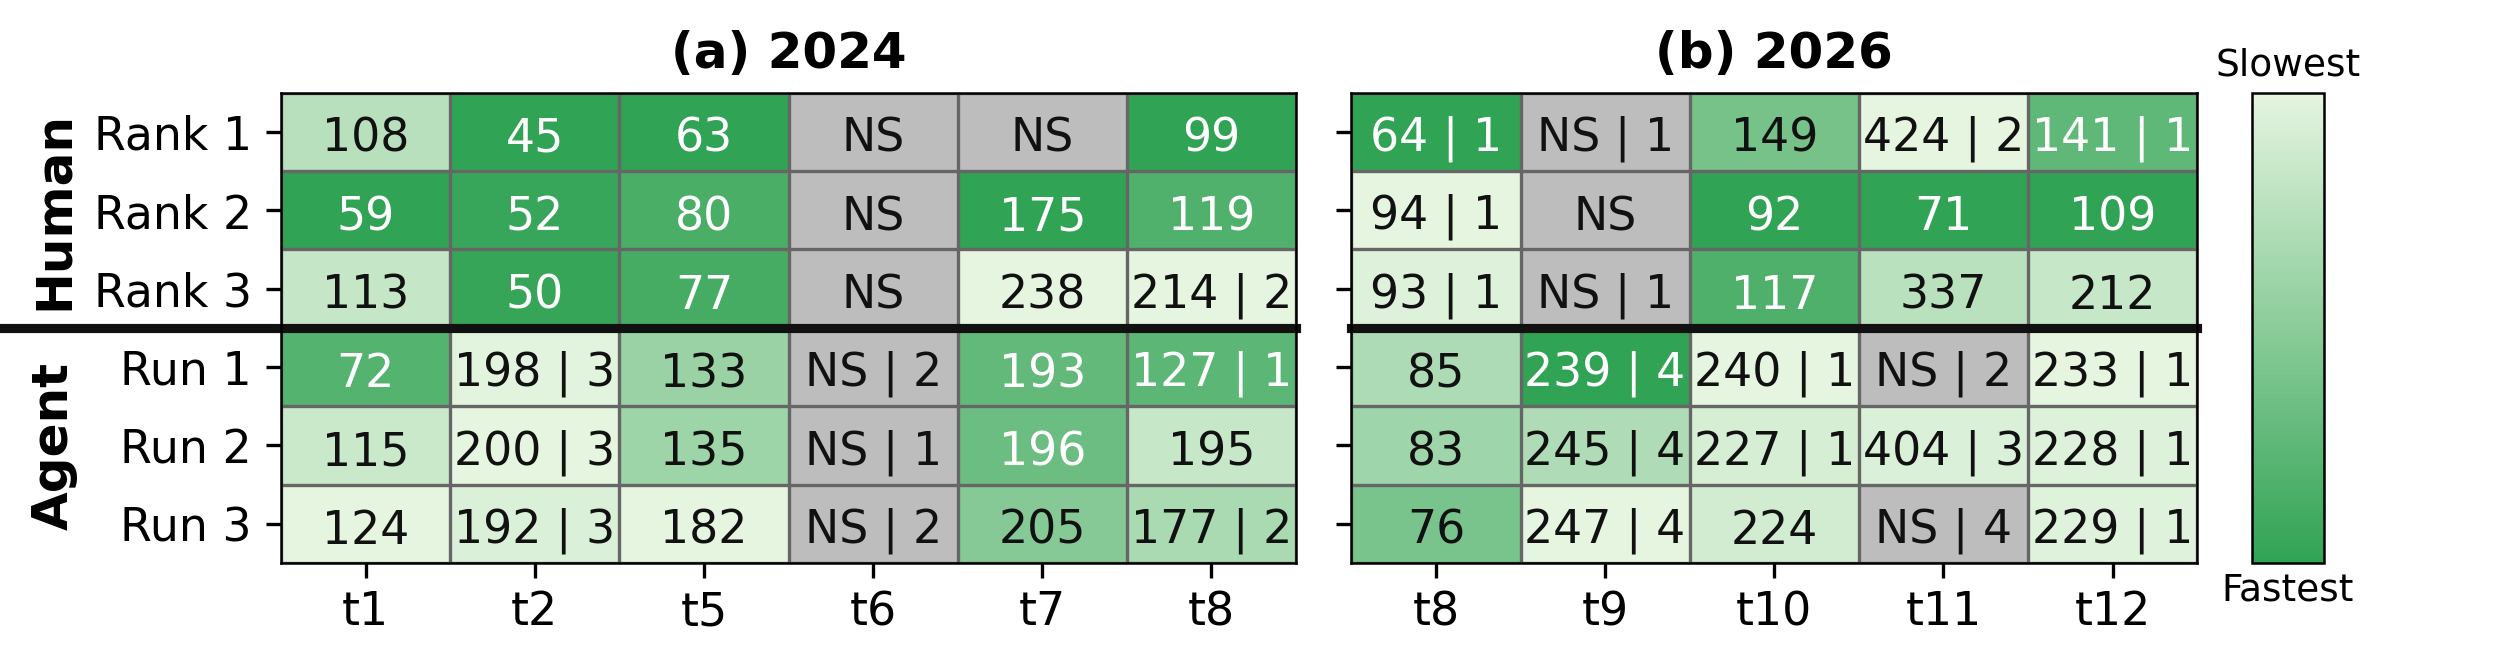 (a) 2024
(b) 2026
Slowest
Human
Rank 1 108 45 63 NS NS 99 64 | 1 NS | 1 149 424 | 2 141 | 1
Rank 2 59 52 80 NS 175 119 94 | 1 NS 92 71 109
Rank 3 113 50 77 NS 238 214 | 2 93 | 1 NS | 1 117 337 212
Agent
Run 1 72 198 | 3 133 NS | 2 193 127 | 1 85 239 | 4 240 | 1 NS | 2 233 | 1
Run 2 115 200 | 3 135 NS | 1 196 195 83 245 | 4 227 | 1 404 | 3 228 | 1
Run 3 124 192 | 3 182 NS | 2 205 177 | 2 76 247 | 4 224 NS | 4 229 | 1
Fastest
t1 t2 t5 t6 t7 t8 t8 t9 t10 t11 t12